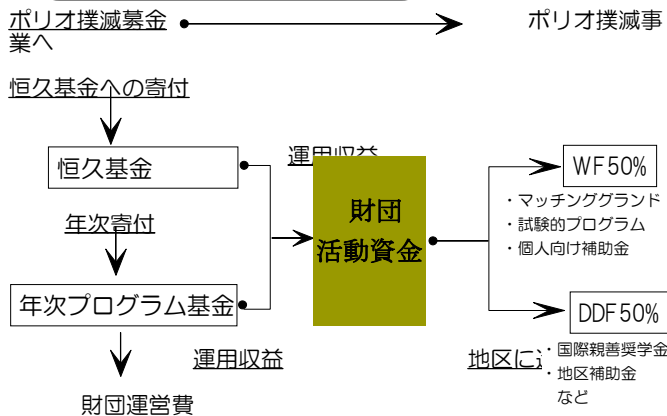 ポリオ撲滅募金
ポリオ撲滅事
業へ
恒久基金への寄付
恒久基金
運用収益
WF50%
・マッチンググランド
・試験的プログラム
・個人向け補助金
年次寄付
財団
活動資金
年次プログラム基金
DDF50%
運用収益
地区に
・国際親善奨学金
・地区補助金
など
財団運営費